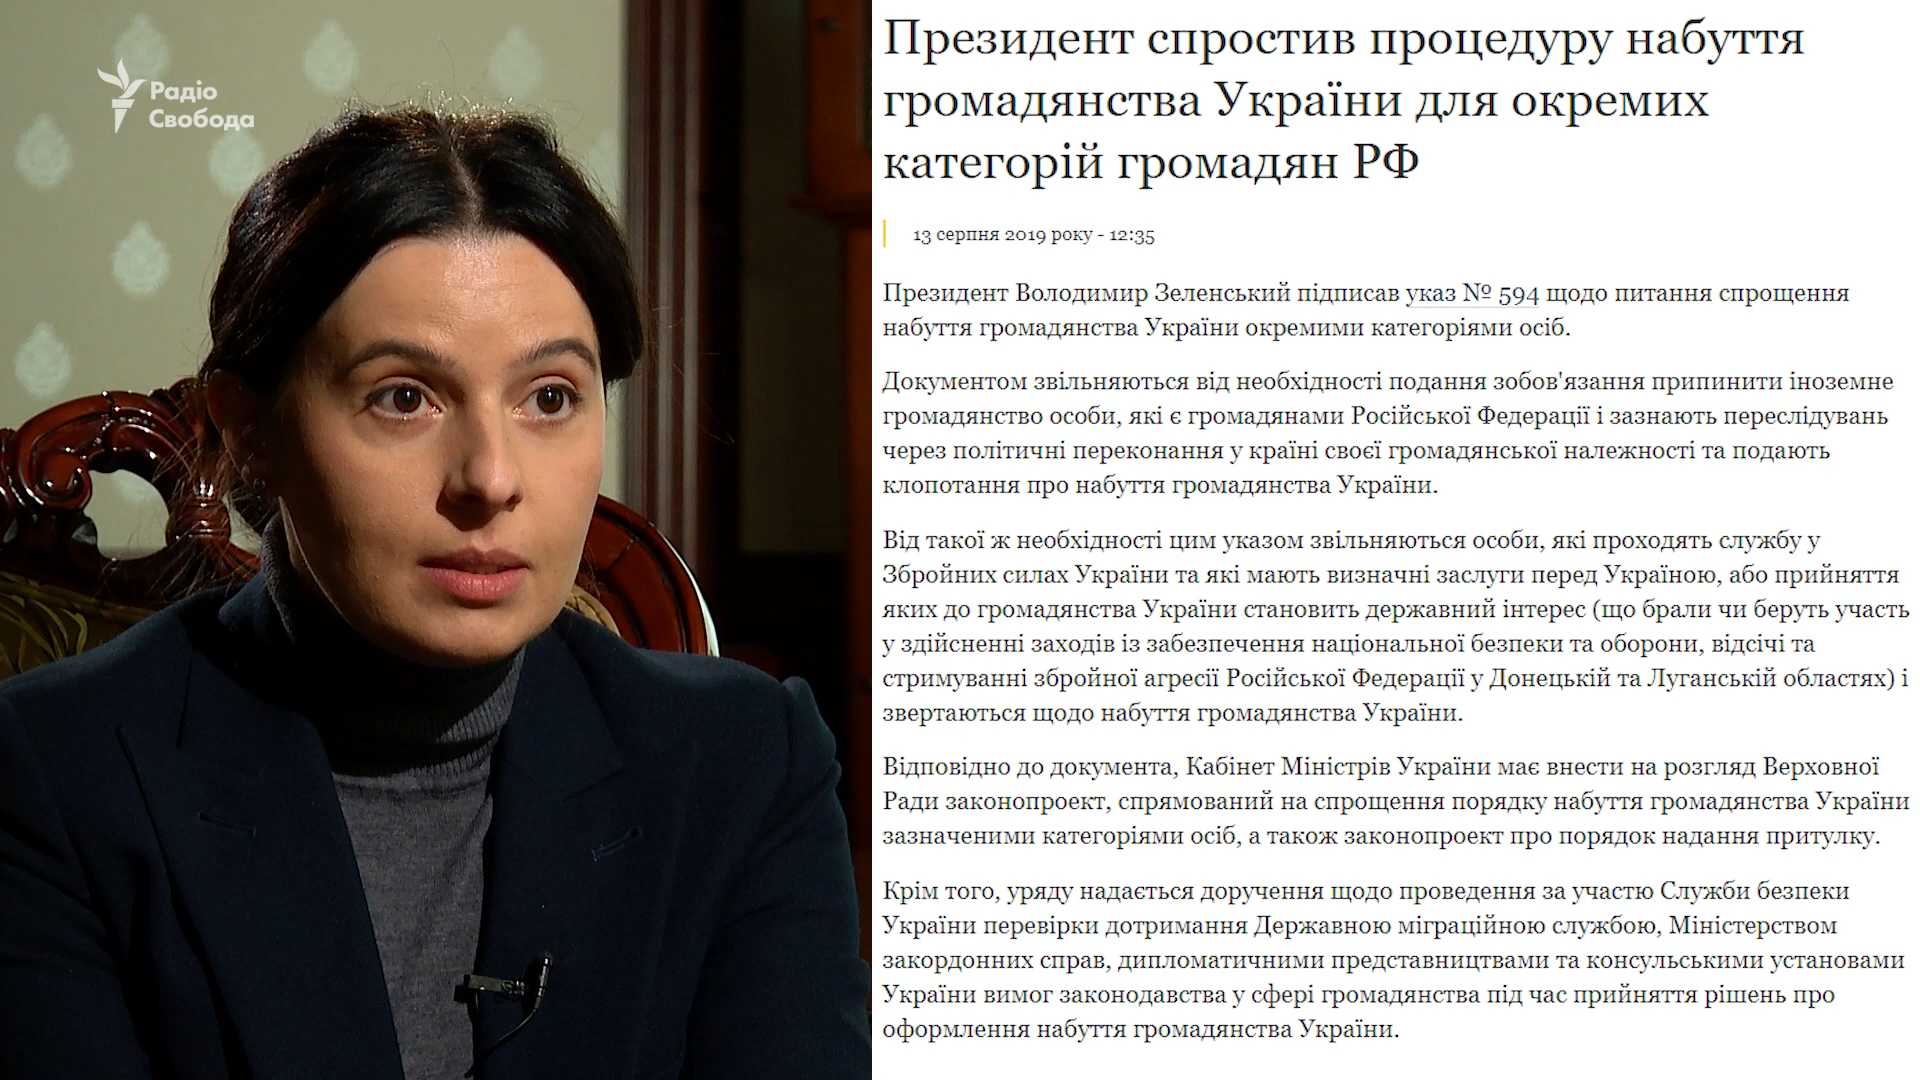 Радіо
Свобода
Президент спростив процедуру набуття
громадянства України для окремих
категорій громадян РФ
13 серпня 2019 року - 12:35
Президент Володимир Зеленський підписав указ № 594 щодо питання спрощення
набуття громадянства України окремими категоріями осіб.
Документом звільняються від необхідності подання зобов'язання припинити іноземне
громадянство особи, які є громадянами Російської Федерації і зазнають переслідувань
через політичні переконання у країні своєї громадянської належності та подають
клопотання про набуття громадянства України.
Від такої ж необхідності цим указом звільняються особи, які проходять службу у
Збройних силах України та які мають визначні заслуги перед Україною, або прийняття
яких до громадянства України становить державний інтерес (що брали чи беруть участь
у здійсненні заходів із забезпечення національної безпеки та оборони, відсічі та
стримуванні збройної агресії Російської Федерації у Донецькій та Луганській областях) і
звертаються щодо набуття громадянства України.
Відповідно до документа, Кабінет Міністрів України має внести на розгляд Верховної
Ради законопроект, спрямований на спрощення порядку набуття громадянства України
зазначеними категоріями осіб, а також законопроект про порядок надання притулку.
Крім того, уряду надається доручення щодо проведення за участю Служби безпеки
України перевірки дотримання Державною міграційною службою, Міністерством
закордонних справ, дипломатичними представництвами та консульськими установами
України вимог законодавства у сфері громадянства під час прийняття рішень про
оформлення набуття громадянства України.